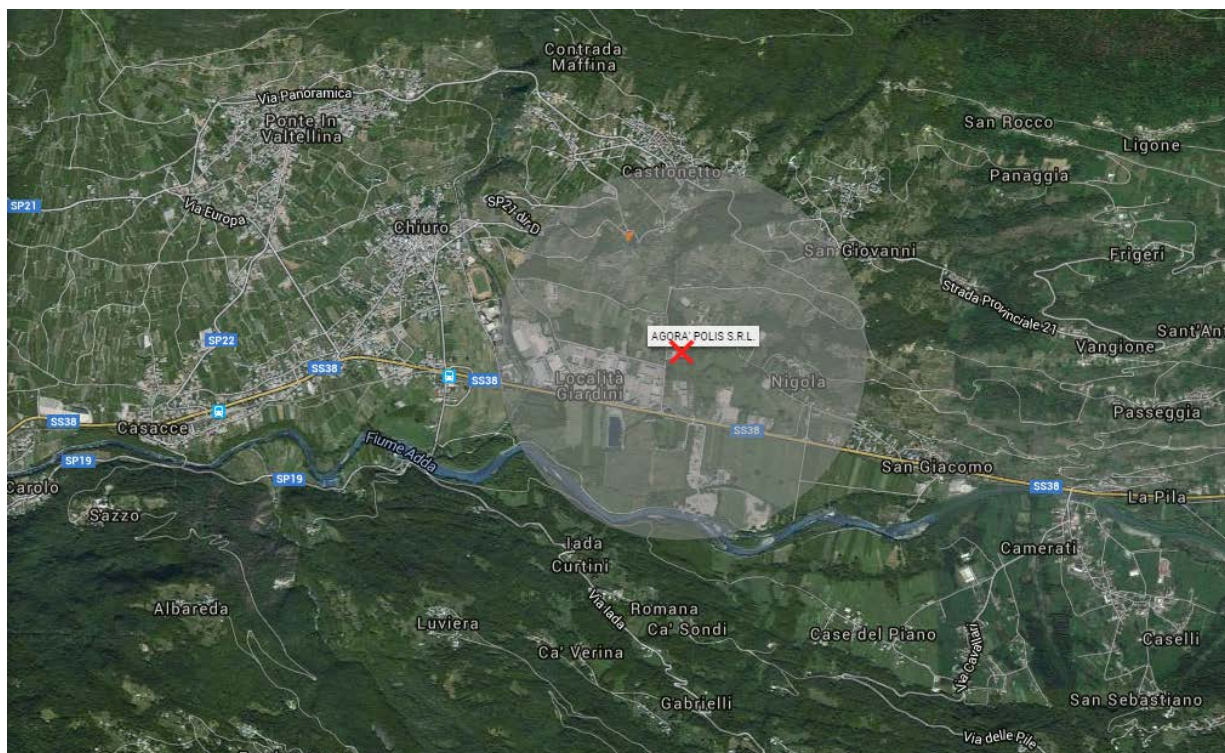 Contrada
Maffina
Via Panoramica
Ponte In
Valtellina
San Rocco
Ligone
Castionetto
Panaggia
SP21
Via Europa
SP21 dir D
Chiuro
San Giovanni
Frigeri
Strada Provinciale 21
Sant'An
AGORA' POLIS S.R.L.
SP22
Vangione
SS38
SS38
Località
Giardini
Nigola
Passeggia
SS38
Casacce
SS38
Fiume Adda
San Giacomo
SP19
SP19
Carolo
SS38
La Pila
Sazzo
Iada
Curtini
Camerati
Via Iada
Albareda
Luviera
Romana
Ca' Sondi
Case del Piano
Via Cavallari
Caselli
Ca' Verina
Gabrielli
San Sebastiano
Via delle Pile